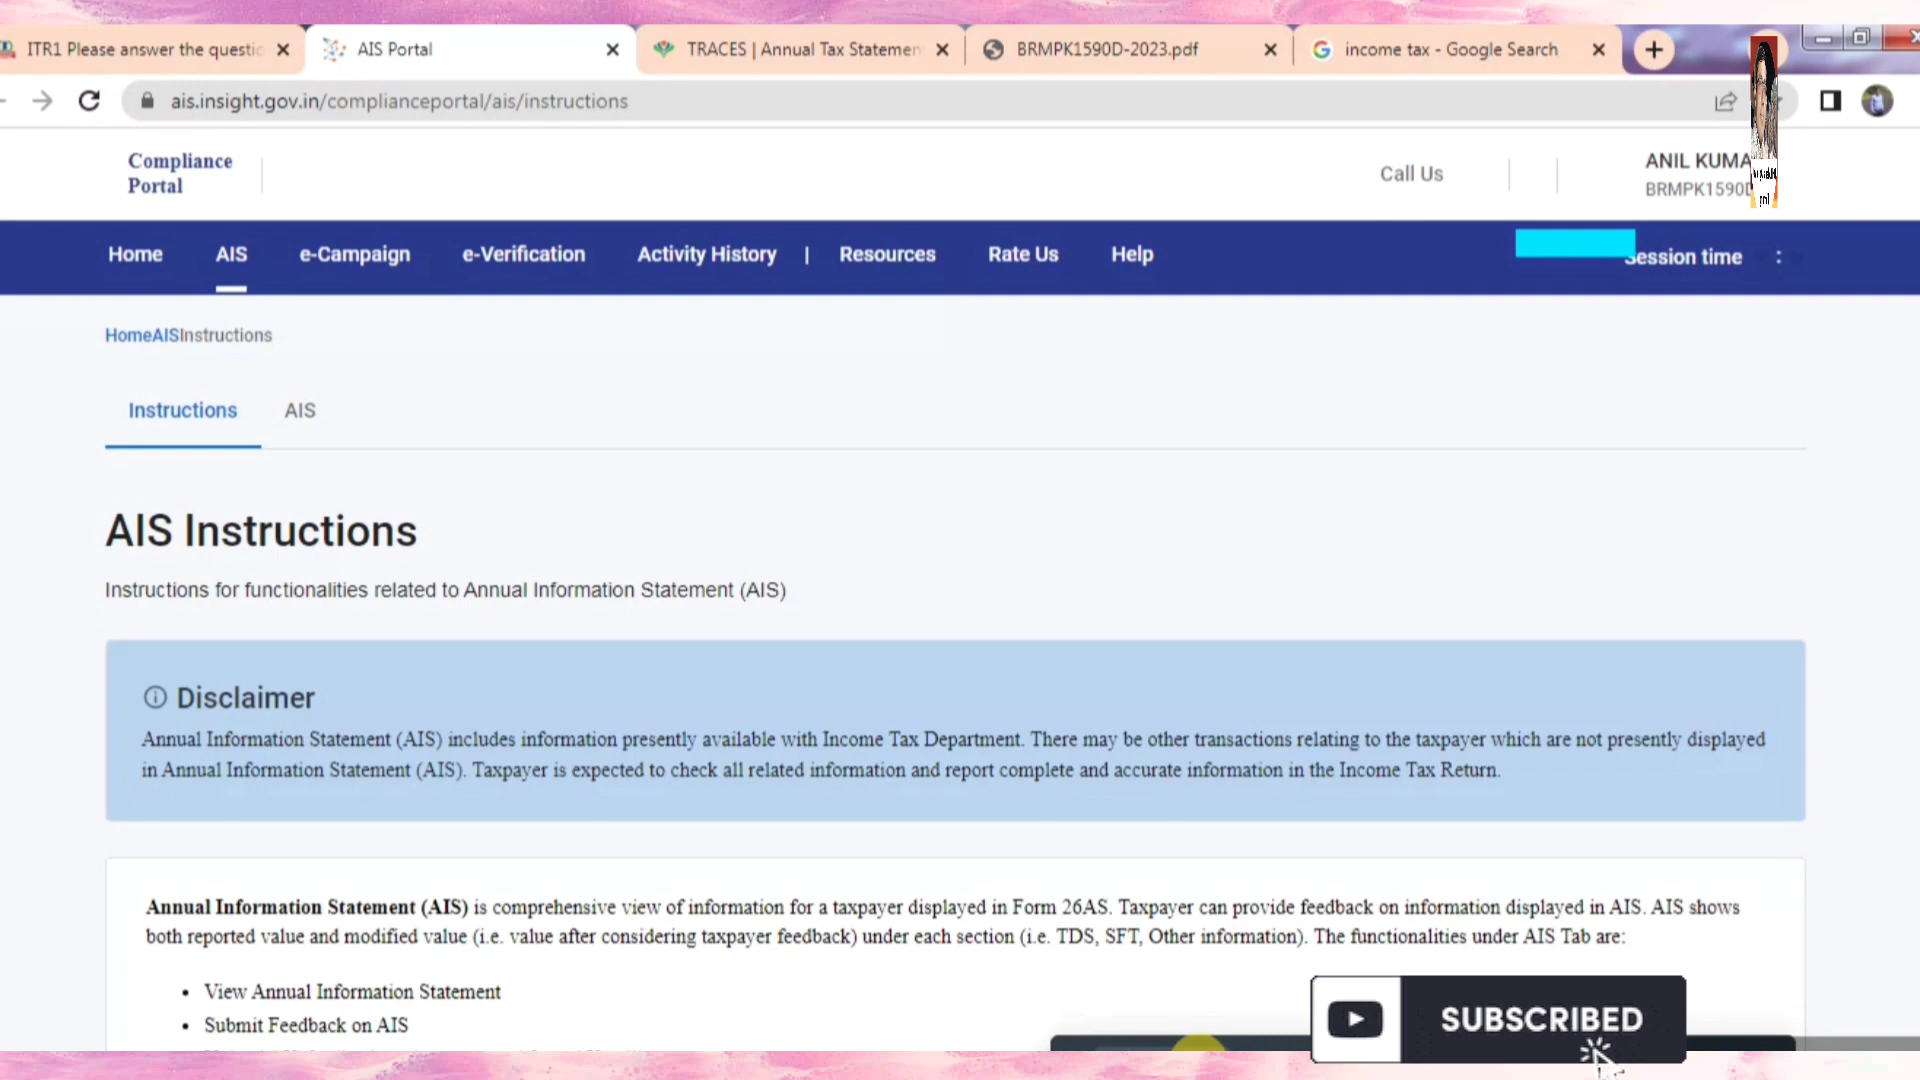 ITR1 Please answer the questic
AIS Portal
TRACES | Annual Tax Statemen
BRMPK1590D-2023.pdf
income tax - Google Search
ais.insight.gov.in/complianceportal/ais/instructions
Compliance
Portal
Call Us
ANIL KUMA
BRMPK1590D
Home
AIS
e-Campaign
e-Verification
Activity History
|
Resources
Rate Us
Help
Session time :
HomeAISInstructions
Instructions
AIS
AIS Instructions
Instructions for functionalities related to Annual Information Statement (AIS)
Disclaimer
Annual Information Statement (AIS) includes information presently available with Income Tax Department. There may be other transactions relating to the taxpayer which are not presently displayed
in Annual Information Statement (AIS). Taxpayer is expected to check all related information and report complete and accurate information in the Income Tax Return.
Annual Information Statement (AIS) is comprehensive view of information for a taxpayer displayed in Form 26AS. Taxpayer can provide feedback on information displayed in AIS. AIS shows
both reported value and modified value (i.e. value after considering taxpayer feedback) under each section (i.e. TDS, SFT, Other information). The functionalities under AIS Tab are:
• View Annual Information Statement
• Submit Feedback on AIS
SUBSCRIBED